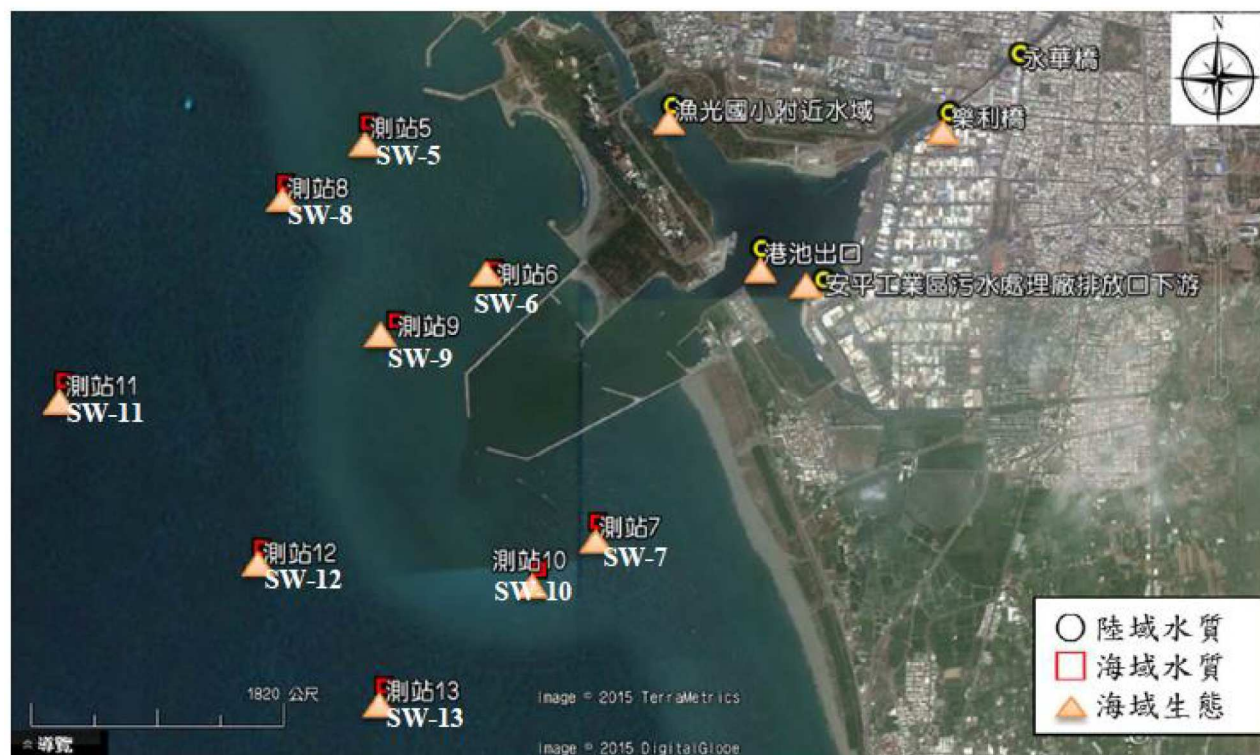 N
永華橋
漁光國小附近水域
樂利橋
測站5
SW-5
測站8
SW-8
港池出口
測站6
SW-6
安平工業區污水處理廠排放口下游
測站9
SW-9
測站11
SW-11
測站7
SW-7
測站12
SW-12
測站10
SW-10
陸域水質
海域水質
海域生態
測站13
SW-13
1820 公尺
Image © 2015 TerraMetrics
Image © 2015 DigitalGlobe
導覽